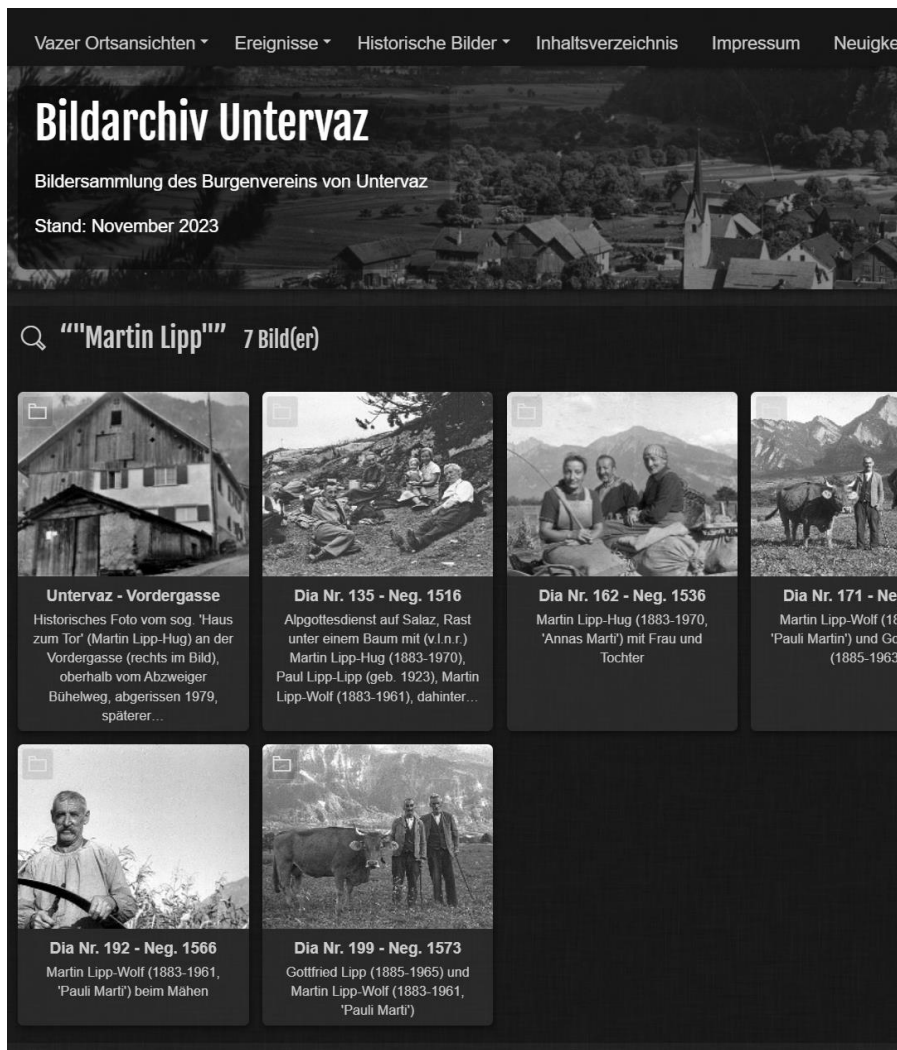 Vazer Ortsansichten Ereignisse Historische Bilder Inhaltsverzeichnis Impressum
Bildarchiv Untervaz
Bildersammlung des Burgenvereins von Untervaz
Stand: November 2023
“"Martin Lipp"” 7 Bild(er)
Untervaz - Vordergasse
Historisches Foto vom sog. 'Haus
zum Tor' (Martin Lipp-Hug) an der
Vordergasse (rechts im Bild),
oberhalb vom Abzweiger
Bühelweg, abgerissen 1979,
späterer…
Dia Nr. 135 - Neg. 1516
Alpgottesdienst auf Salaz, Rast
unter einem Baum mit (v.l.n.r.)
Martin Lipp-Hug (1883-1970),
Paul Lipp-Lipp (geb. 1923), Martin
Lipp-Wolf (1883-1961), dahinter…
Dia Nr. 162 - Neg. 1536
Martin Lipp-Hug (1883-1970,
'Annas Marti') mit Frau und
Tochter
Dia Nr. 171 -
Martin Lipp-Wolf
'Pauli Martin') und
(1885-1963
Dia Nr. 192 - Neg. 1566
Martin Lipp-Wolf (1883-1961,
'Pauli Marti') beim Mähen
Dia Nr. 199 - Neg. 1573
Gottfried Lipp (1885-1965) und
Martin Lipp-Wolf (1883-1961,
'Pauli Marti')